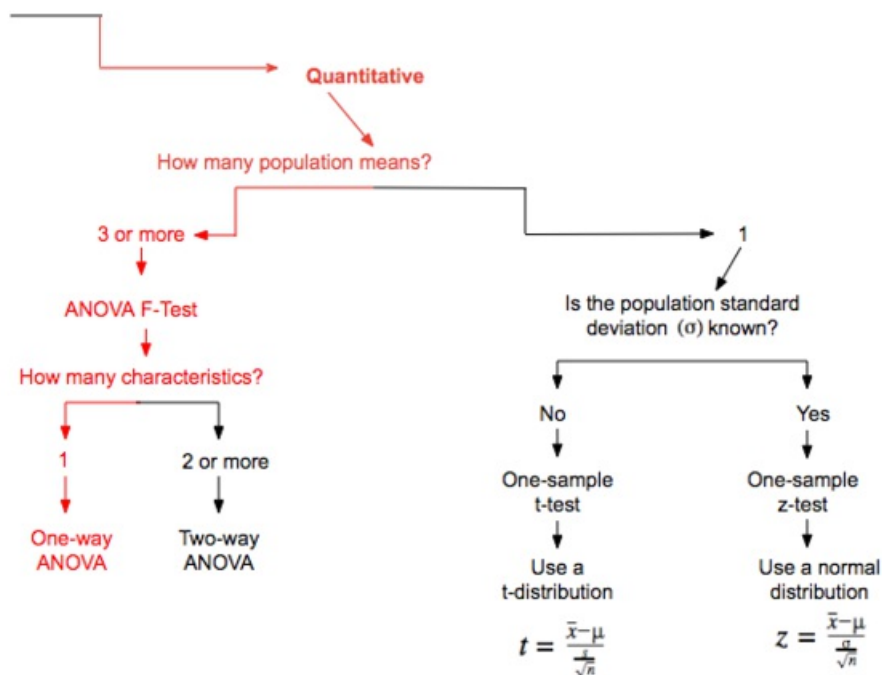 Quantitative
How many population means?
3 or more
1
ANOVA F-Test
Is the population standard
deviation (σ) known?
How many characteristics?
No
Yes
1
2 or more
One-sample
t-test
One-sample
z-test
One-way
ANOVA
Two-way
ANOVA
Use a
t-distribution
Use a normal
distribution
t = x̄−μ / s/√n
z = x̄−μ / σ/√n